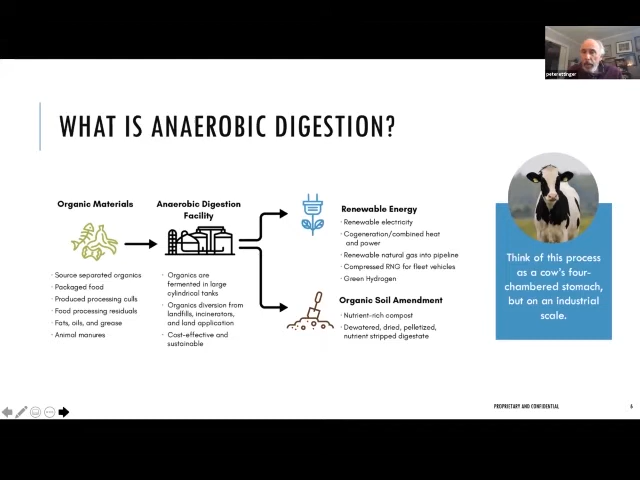 peter ettinger
WHAT IS ANAEROBIC DIGESTION?
Organic Materials
· Source separated organics
· Packaged food
· Produced processing culls
· Food processing residuals
· Fats, oils, and grease
· Animal manures
Anaerobic Digestion
Facility
· Organics are
fermented in large
cylindrical tanks
· Organics diversion from
landfills, incinerators,
and land application
· Cost-effective and
sustainable
Renewable Energy
· Renewable electricity
· Cogeneration/combined heat
and power
· Renewable natural gas into pipeline
· Compressed RNG for fleet vehicles
· Green Hydrogen
Organic Soil Amendment
· Nutrient-rich compost
· Dewatered, dried, pelletized,
nutrient stripped digestate
Think of this process
as a cow's four-
chambered stomach,
but on an industrial
scale.
PROPRIETARY AND CONFIDENTIAL
6